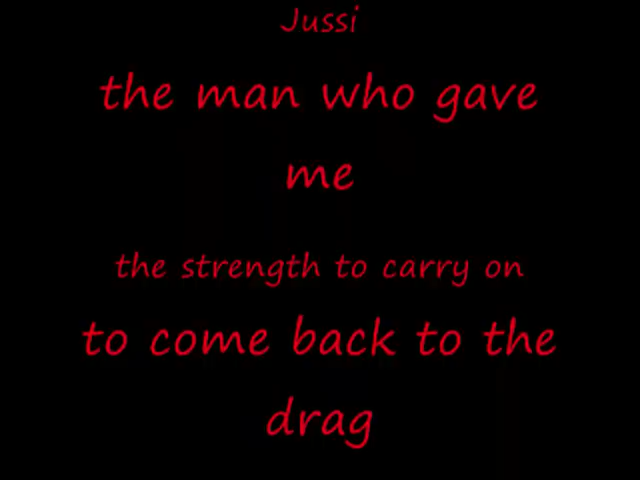 Jussi
the man who gave
me
the strength to carry on
to come back to the
drag